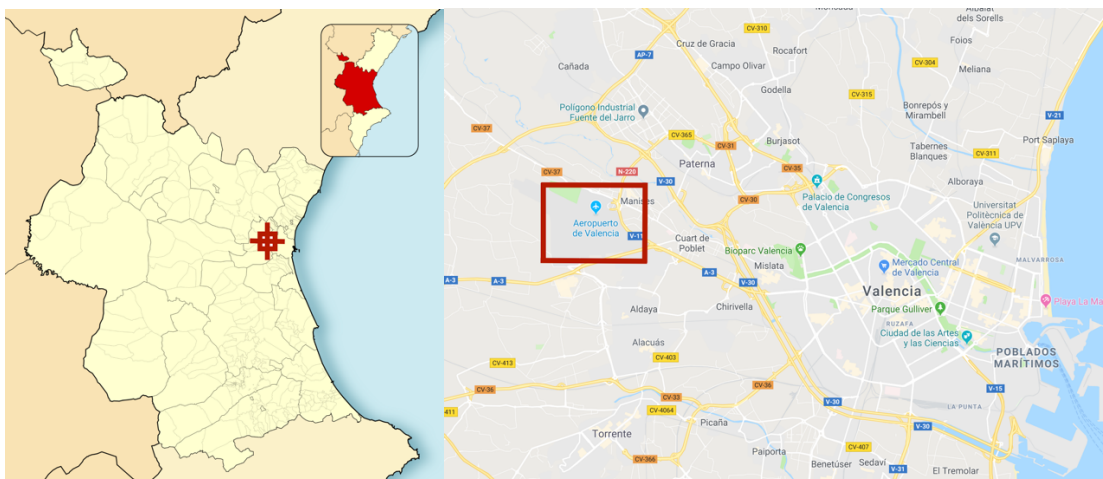 Albalat
dels Sorells
CV-310
Foios
Cruz de Gracia
Rocafort
AP-7
Campo Olivar
CV-304
Meliana
Cañada
Godella
CV-315
Polígono Industrial
Fuente del Jarro
Bonrepós y
Mirambell
V-21
CV-37
CV-365
Burjasot
CV-31
Tabernes
Blanques
Port Saplaya
CV-311
Paterna
CV-37
N-220
CV-35
V-30
Alboraya
Palacio de Congresos
de Valencia
Manises
CV-30
Universitat
Politècnica de
València UPV
Aeropuerto
de Valencia
V-11
Cuart de
Poblet
Bioparc Valencia
MALVARROSA
Mislata
Mercado Central
de Valencia
A-3
A-3
A-3
V-30
Valencia
Playa La Ma
Aldaya
Chirivella
Parque Gulliver
RUZAFA
Ciudad de las Artes
y las Ciencias
Alacuás
POBLADOS
MARÍTIMOS
CV-413
CV-403
CV-36
CV-36
CV-33
V-15
V-30
411
CV-4064
LA PUNTA
Picaña
V-30
Torrente
CV-407
Paiporta
CV-366
Benetúser
Sedaví
V-31
El Tremolar